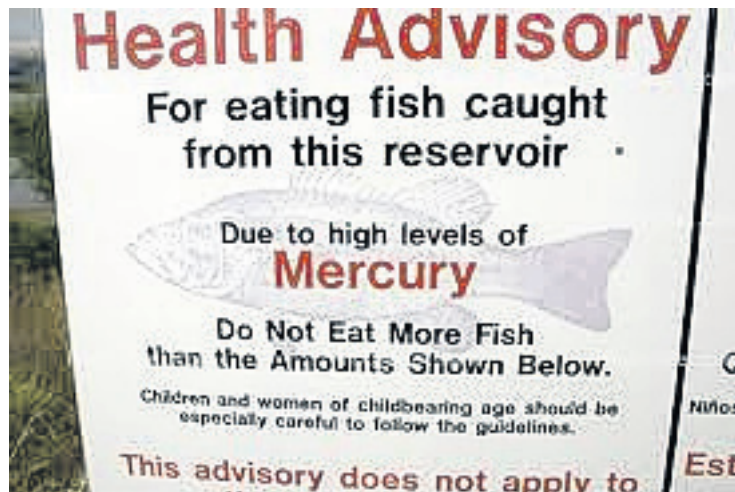 Health Advisory
For eating fish caught
from this reservoir
Due to high levels of
Mercury
Do Not Eat More Fish
than the Amounts Shown Below.
Children and women of childbearing age should be
especially careful to follow the guidelines.
This advisory does not apply to
Niños
Est